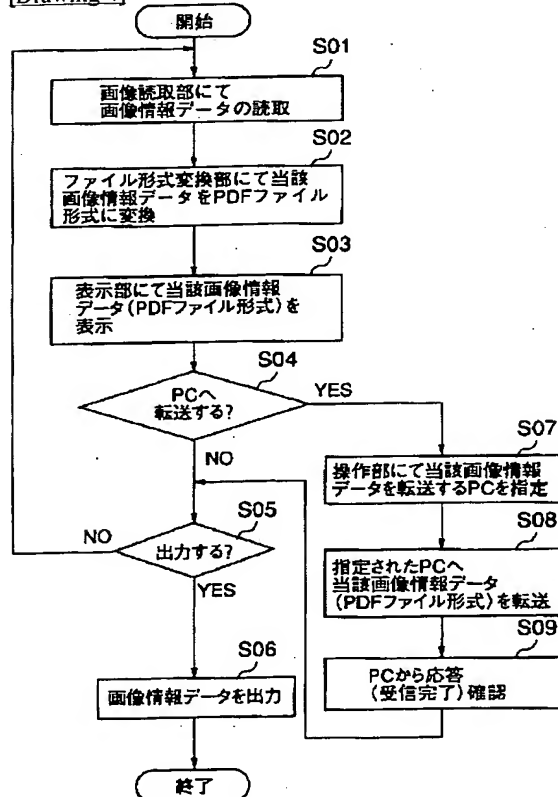 [Drawing 4]
開始
S01
画像読取部にて
画像情報データの読取
S02
ファイル形式変換部にて当該
画像情報データをPDFファイル
形式に変換
S03
表示部にて当該画像情報
データ(PDFファイル形式)を
表示
S04
PCへ
転送する?
YES
NO
S07
操作部にて当該画像情報
データを転送するPCを指定
S08
指定されたPCへ
当該画像情報データ
(PDFファイル形式)を転送
S09
PCから応答
(受信完了)確認
S05
出力する?
NO
YES
S06
画像情報データを出力
終了